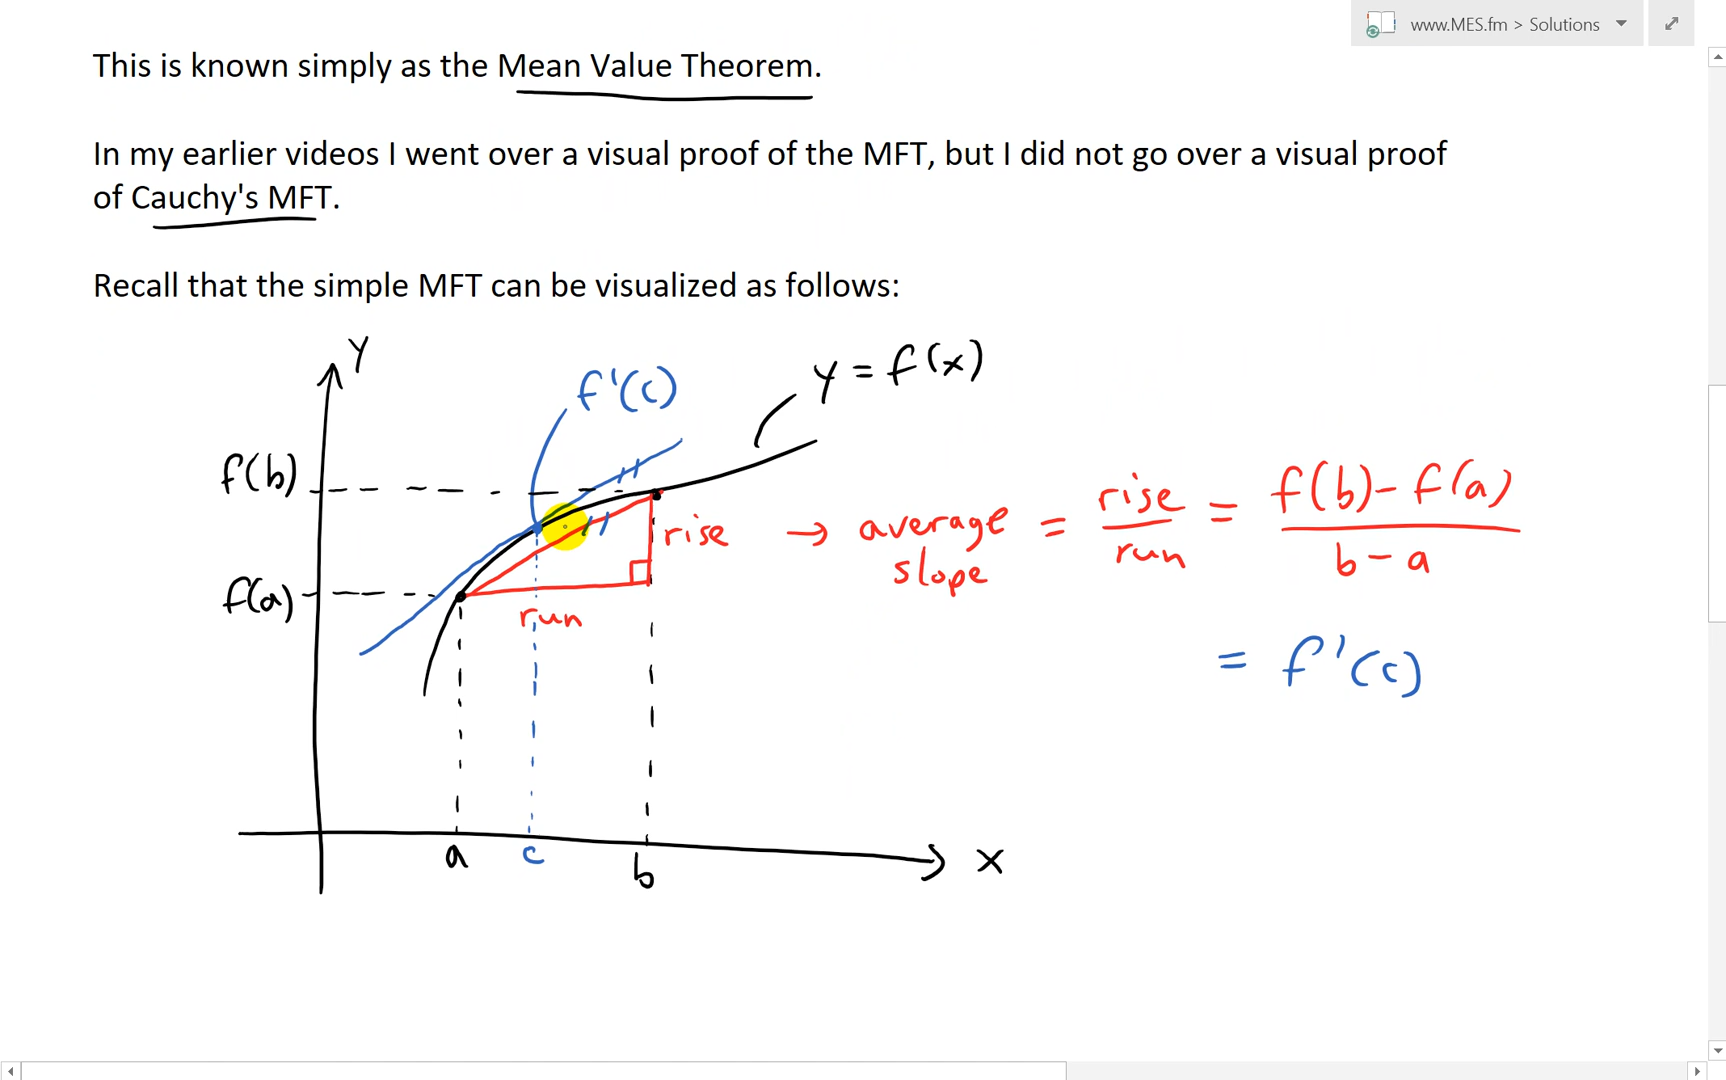 www.MES.fm > Solutions
This is known simply as the Mean Value Theorem.
In my earlier videos I went over a visual proof of the MFT, but I did not go over a visual proof
of Cauchy's MFT.
Recall that the simple MFT can be visualized as follows:
Y
f'(c)
y = f(x)
f(b)
f(a)
rise
run
→ average slope = rise/run = f(b) - f(a)/b - a
= f'(c)
a
c
b
x